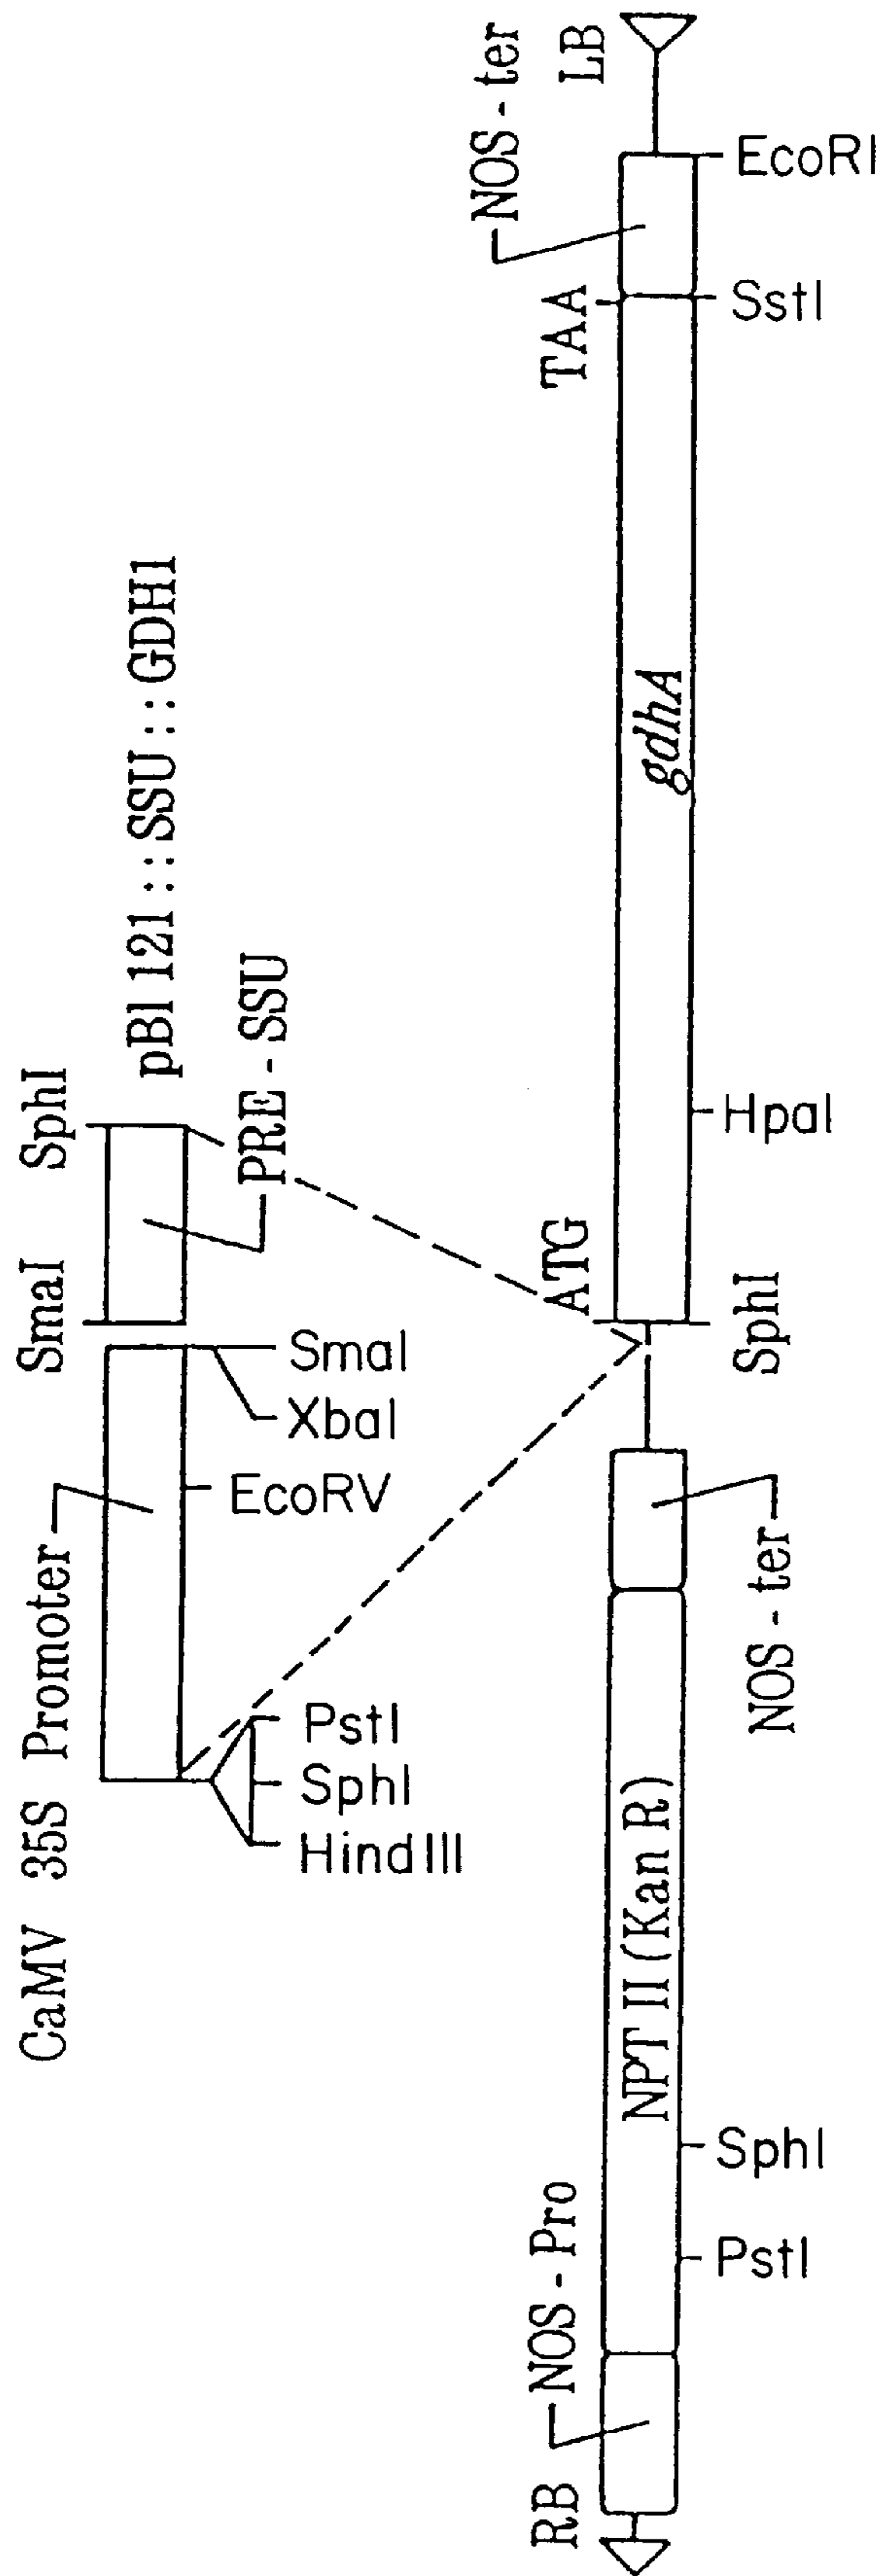 CaMV 35S Promoter
SmaI
SphI
pBI 121::SSU::GDH1
PRE-SSU
HindIII
SphI
PstI
EcoRV
XbaI
SmaI
RB
NOS-Pro
ATG
TAA
NOS-ter
LB
NPT II (Kan R)
gdhA
PstI
SphI
NOS-ter
SphI
HpaI
SstI
EcoRI